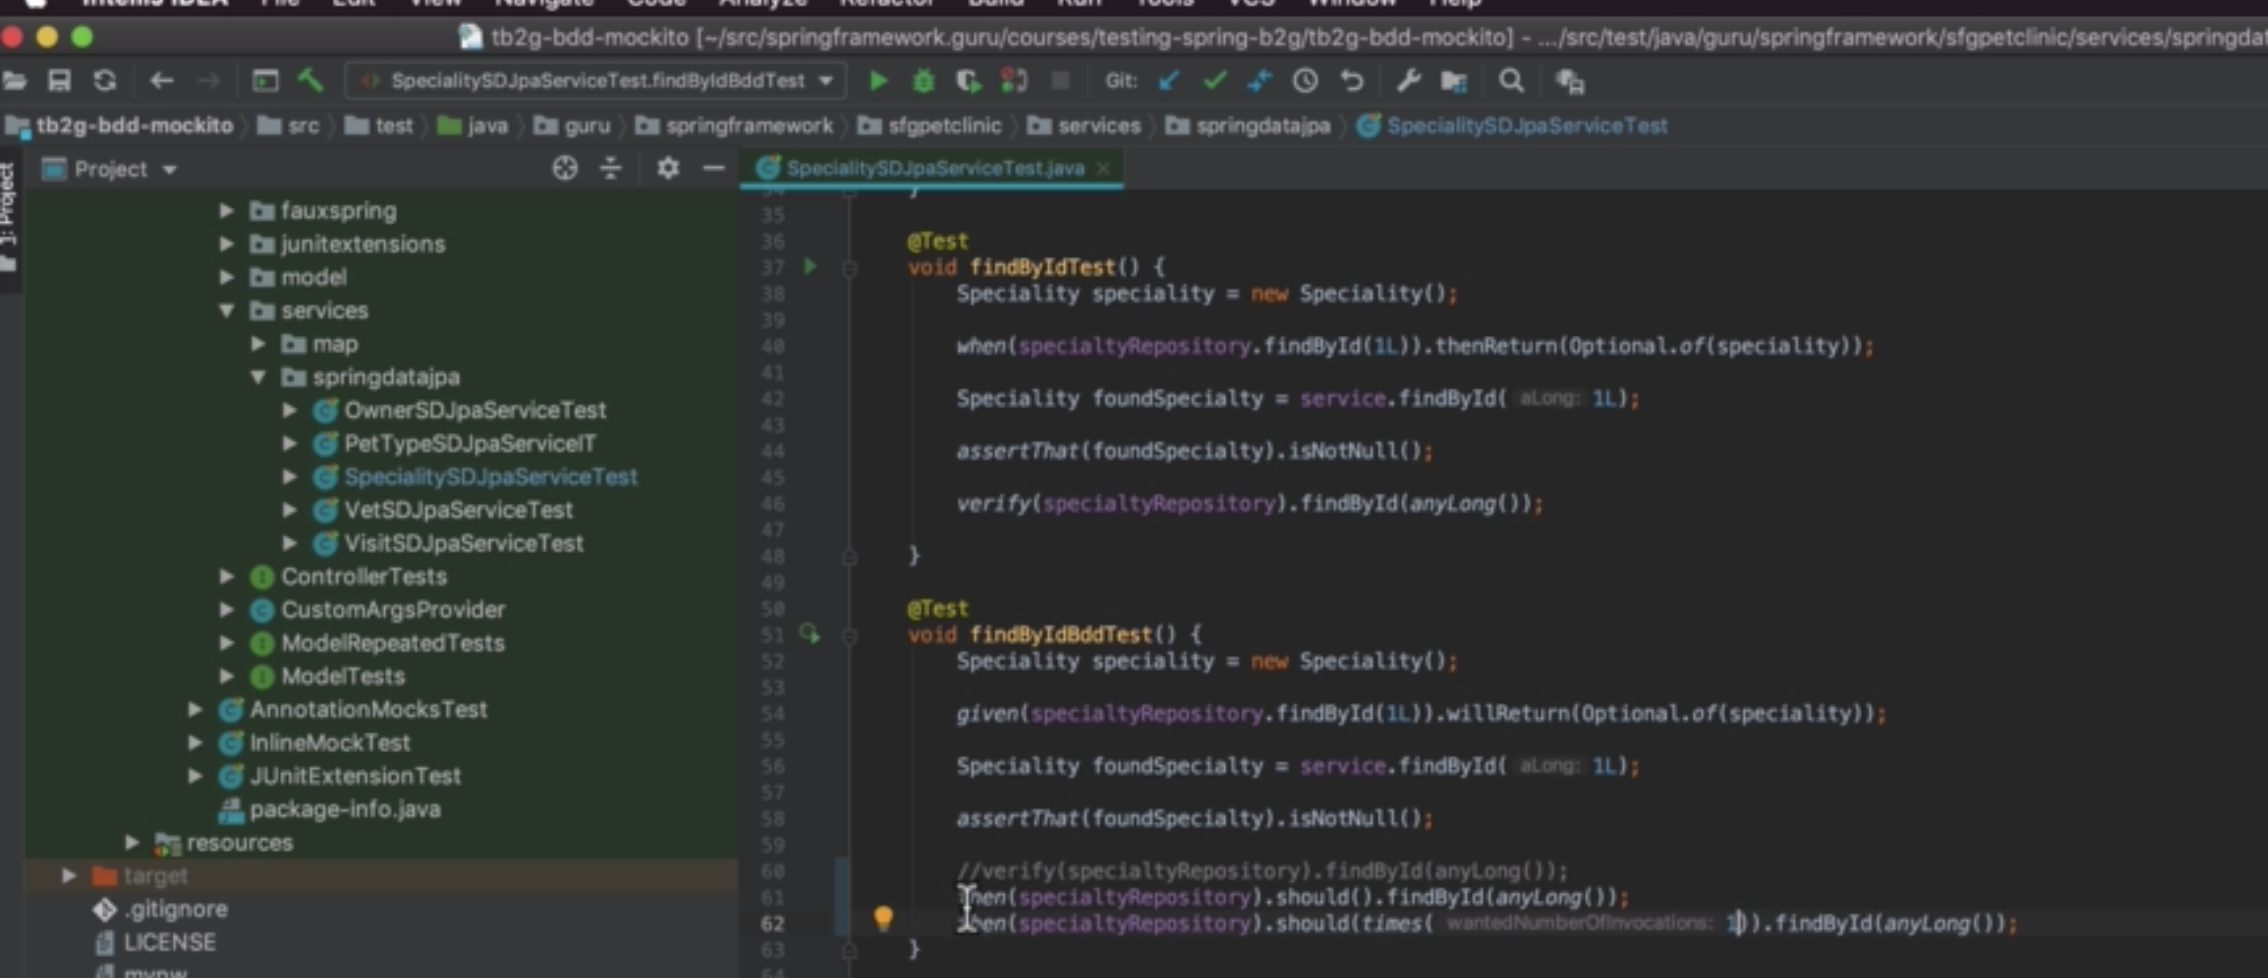 IntelliJ IDEA File Edit View Navigate Code Analyze Refactor Build Run Tools VCS Window Help
tb2g-bdd-mockito [~/src/springframework.guru/courses/testing-spring-b2g/tb2g-bdd-mockito] - .../src/test/java/guru/springframework/sfgpetclinic/services/springdat
SpecialitySDJpaServiceTest.findByIdBddTest Git:
tb2g-bdd-mockito src test java guru springframework sfgpetclinic services springdatajpa SpecialitySDJpaServiceTest
1: Project
Project
fauxspring
junitextensions
model
services
map
springdatajpa
OwnerSDJpaServiceTest
PetTypeSDJpaServiceIT
SpecialitySDJpaServiceTest
VetSDJpaServiceTest
VisitSDJpaServiceTest
ControllerTests
CustomArgsProvider
ModelRepeatedTests
ModelTests
AnnotationMocksTest
InlineMockTest
JUnitExtensionTest
package-info.java
resources
target
.gitignore
LICENSE
mvnw
SpecialitySDJpaServiceTest.java
34 }
35
36 @Test
37 void findByIdTest() {
38 Speciality speciality = new Speciality();
39
40 when(specialtyRepository.findById(1L)).thenReturn(Optional.of(speciality));
41
42 Speciality foundSpecialty = service.findById( aLong: 1L);
43
44 assertThat(foundSpecialty).isNotNull();
45
46 verify(specialtyRepository).findById(anyLong());
47
48 }
49
50 @Test
51 void findByIdBddTest() {
52 Speciality speciality = new Speciality();
53
54 given(specialtyRepository.findById(1L)).willReturn(Optional.of(speciality));
55
56 Speciality foundSpecialty = service.findById( aLong: 1L);
57
58 assertThat(foundSpecialty).isNotNull();
59
60 //verify(specialtyRepository).findById(anyLong());
61 then(specialtyRepository).should().findById(anyLong());
62 then(specialtyRepository).should(times( wantedNumberOfInvocations: 1)).findById(anyLong());
63 }
64